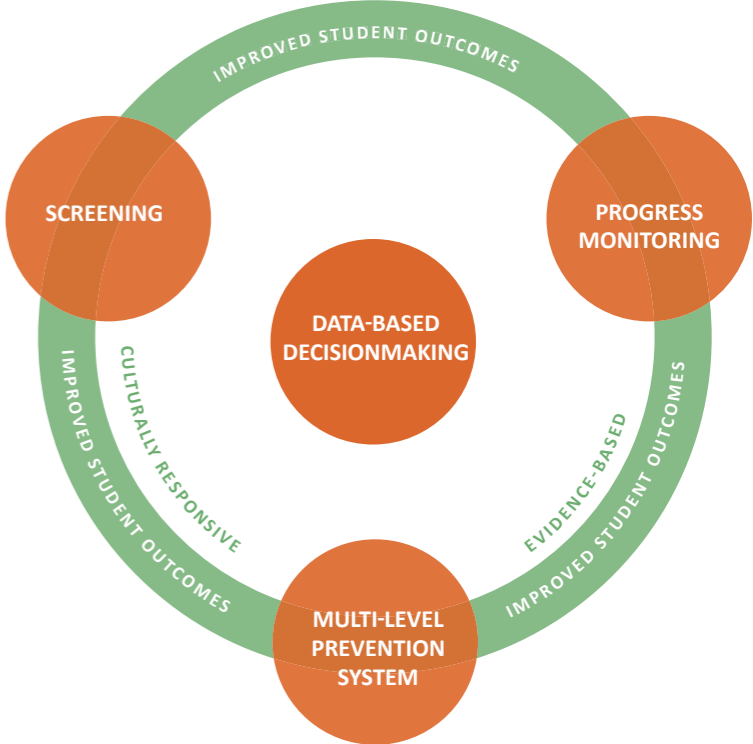 IMPROVED STUDENT OUTCOMES
SCREENING
PROGRESS
MONITORING
DATA-BASED
DECISIONMAKING
IMPROVED STUDENT OUTCOMES
CULTURALLY RESPONSIVE
EVIDENCE-BASED
IMPROVED STUDENT OUTCOMES
MULTI-LEVEL
PREVENTION
SYSTEM